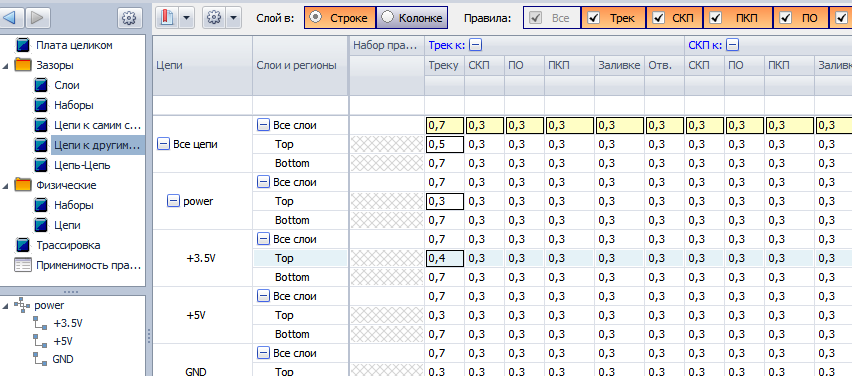 Слой в: Строке Колонке Правила: Все Трек СКП ПКП ПО
Плата целиком
Зазоры
Слои
Наборы
Цепи к самим с...
Цепи к другим...
Цепь-Цепь
Физические
Наборы
Цепи
Трассировка
Применимость пра...
power
+3.5V
+5V
GND
Цепи Слои и регионы Набор пра... Трек к: СКП к:
Треку СКП ПО ПКП Заливке Отв. СКП ПО ПКП Заливк
Все слои 0,7 0,3 0,3 0,3 0,3 0,3 0,3 0,3 0,3 0,3
Все цепи Top 0,5 0,3 0,3 0,3 0,3 0,3 0,3 0,3 0,3 0,3
Bottom 0,7 0,3 0,3 0,3 0,3 0,3 0,3 0,3 0,3 0,3
Все слои 0,7 0,3 0,3 0,3 0,3 0,3 0,3 0,3 0,3 0,3
power Top 0,3 0,3 0,3 0,3 0,3 0,3 0,3 0,3 0,3 0,3
Bottom 0,7 0,3 0,3 0,3 0,3 0,3 0,3 0,3 0,3 0,3
Все слои 0,7 0,3 0,3 0,3 0,3 0,3 0,3 0,3 0,3 0,3
+3.5V Top 0,4 0,3 0,3 0,3 0,3 0,3 0,3 0,3 0,3 0,3
Bottom 0,7 0,3 0,3 0,3 0,3 0,3 0,3 0,3 0,3 0,3
Все слои 0,7 0,3 0,3 0,3 0,3 0,3 0,3 0,3 0,3 0,3
+5V Top 0,3 0,3 0,3 0,3 0,3 0,3 0,3 0,3 0,3 0,3
Bottom 0,7 0,3 0,3 0,3 0,3 0,3 0,3 0,3 0,3 0,3
Все слои 0,7 0,3 0,3 0,3 0,3 0,3 0,3 0,3 0,3 0,3
GND Top 0,3 0,3 0,3 0,3 0,3 0,3 0,3 0,3 0,3 0,3